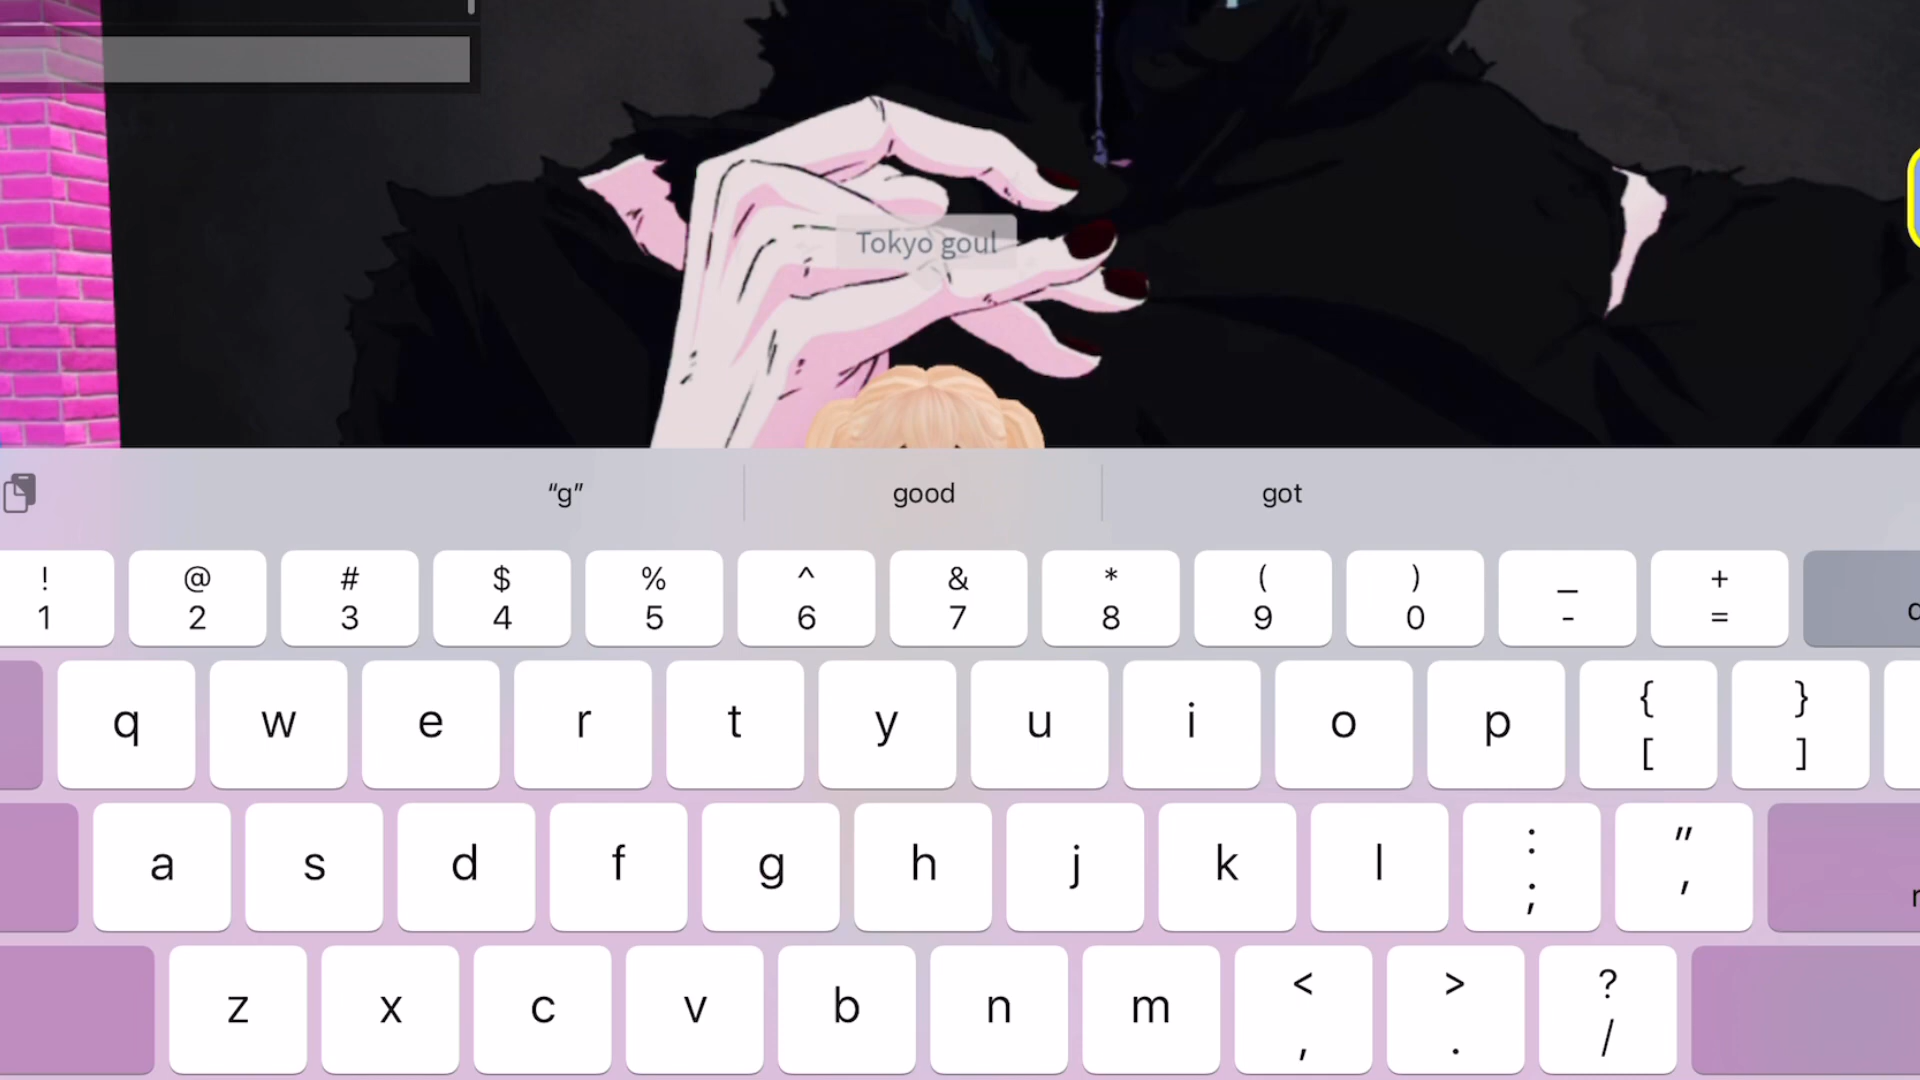 Tokyo goul
“g” good got
! @ # $ % ^ & * ( ) _ +
1 2 3 4 5 6 7 8 9 0 - =
q w e r t y u i o p { [ } ]
a s d f g h j k l : ; " '
z x c v b n m < , > . ? /